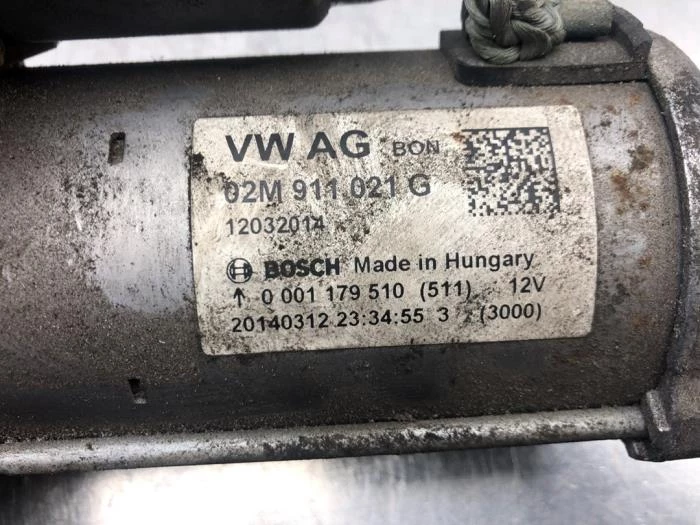 VW AG BON
02M 911 021 G
12032014
BOSCH Made in Hungary
↑ 0 001 179 510 (511) 12V
20140312 23:34:55 3 (3000)